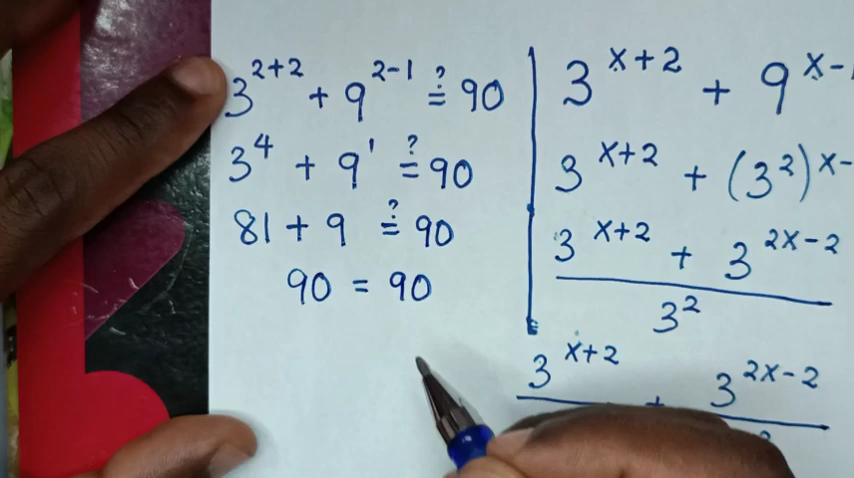 3^{2+2} + 9^{2-1} ≟ 90
3^4 + 9^1 ≟ 90
81 + 9 ≟ 90
90 = 90
3^{x+2} + 9^{x-1
3^{x+2} + (3^2)^{x-
3^{x+2} + 3^{2x-2}
3^2
3^{x+2} + 3^{2x-2}